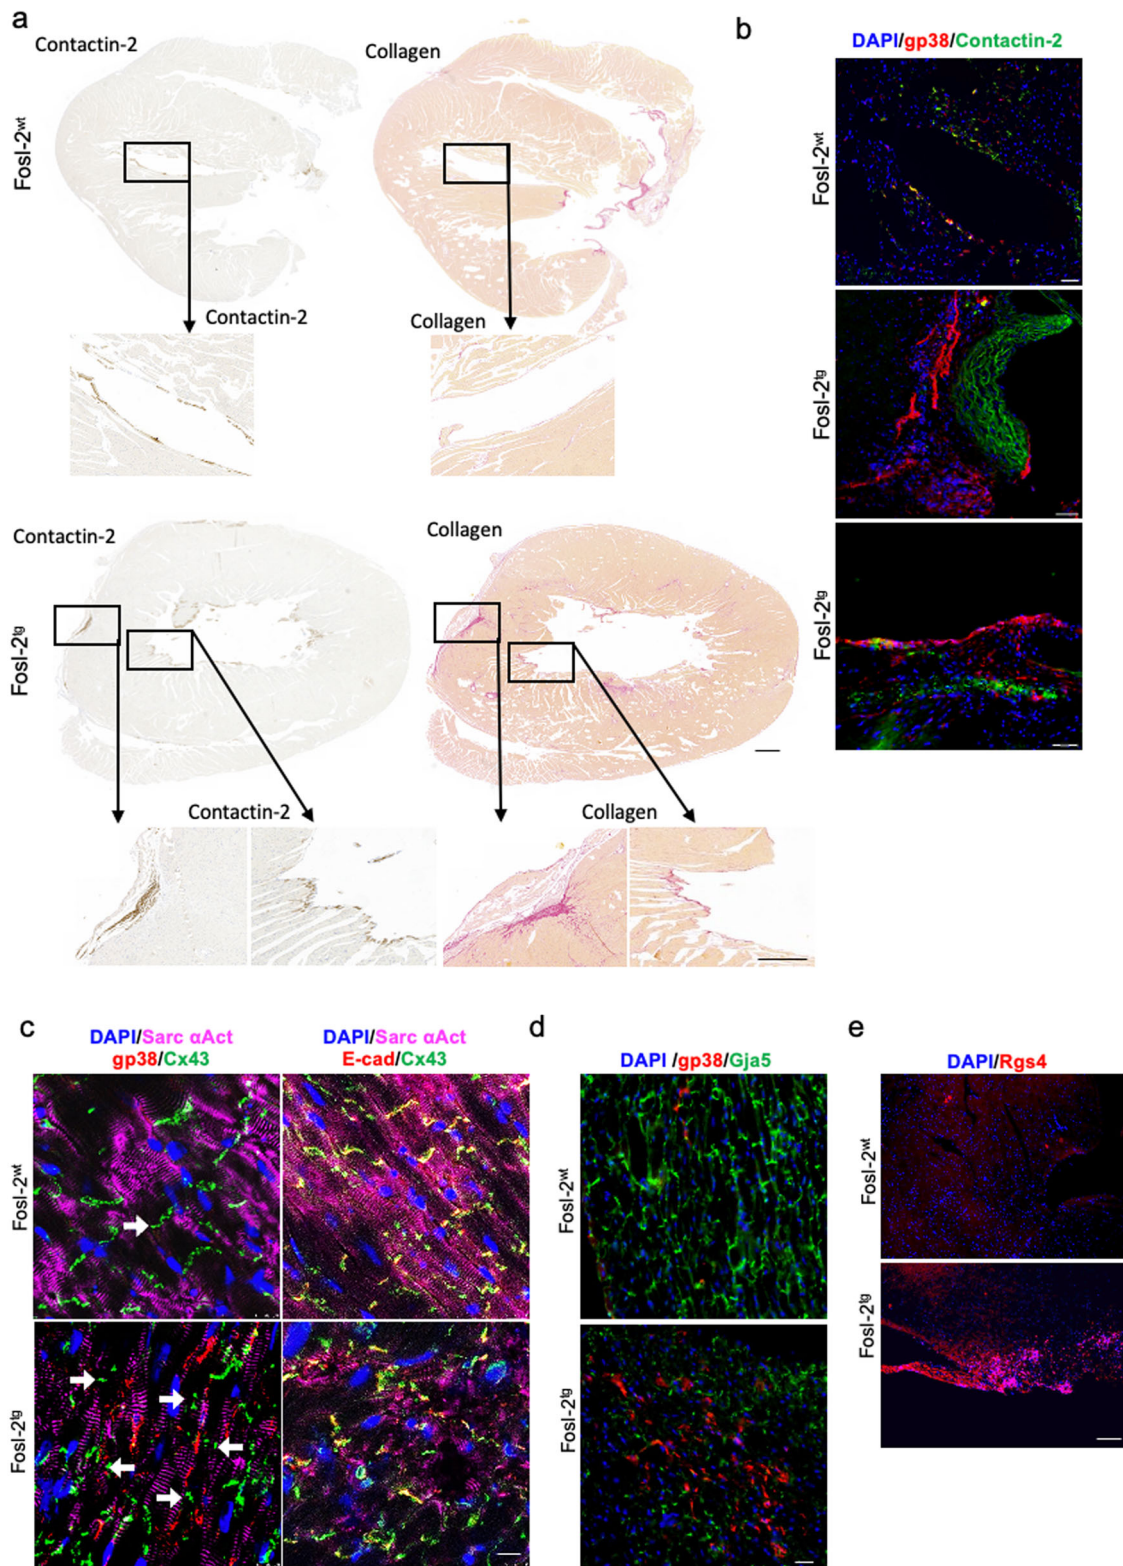 a
Contactin-2
Collagen
Fosl-2wt
Contactin-2
Collagen
Contactin-2
Collagen
Fosl-2tg
Contactin-2
Collagen
b
DAPI/gp38/Contactin-2
Fosl-2wt
Fosl-2tg
Fosl-2tg
c
DAPI/Sarc αAct
gp38/Cx43
DAPI/Sarc αAct
E-cad/Cx43
Fosl-2wt
Fosl-2tg
d
DAPI /gp38/Gja5
Fosl-2wt
Fosl-2tg
e
DAPI/Rgs4
Fosl-2wt
Fosl-2tg